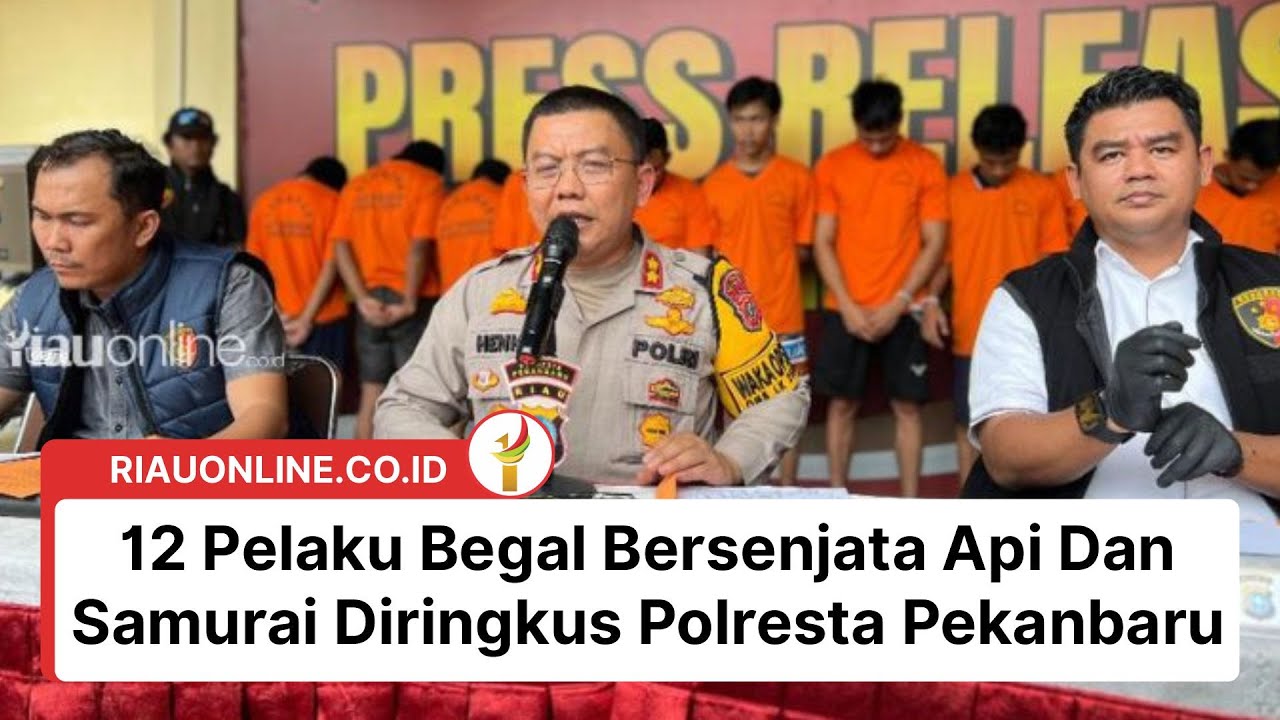 PRESS RELEAS
riauonline.co.id
POLRI
RIAU
WAKA
RIAUONLINE.CO.ID
12 Pelaku Begal Bersenjata Api Dan
Samurai Diringkus Polresta Pekanbaru